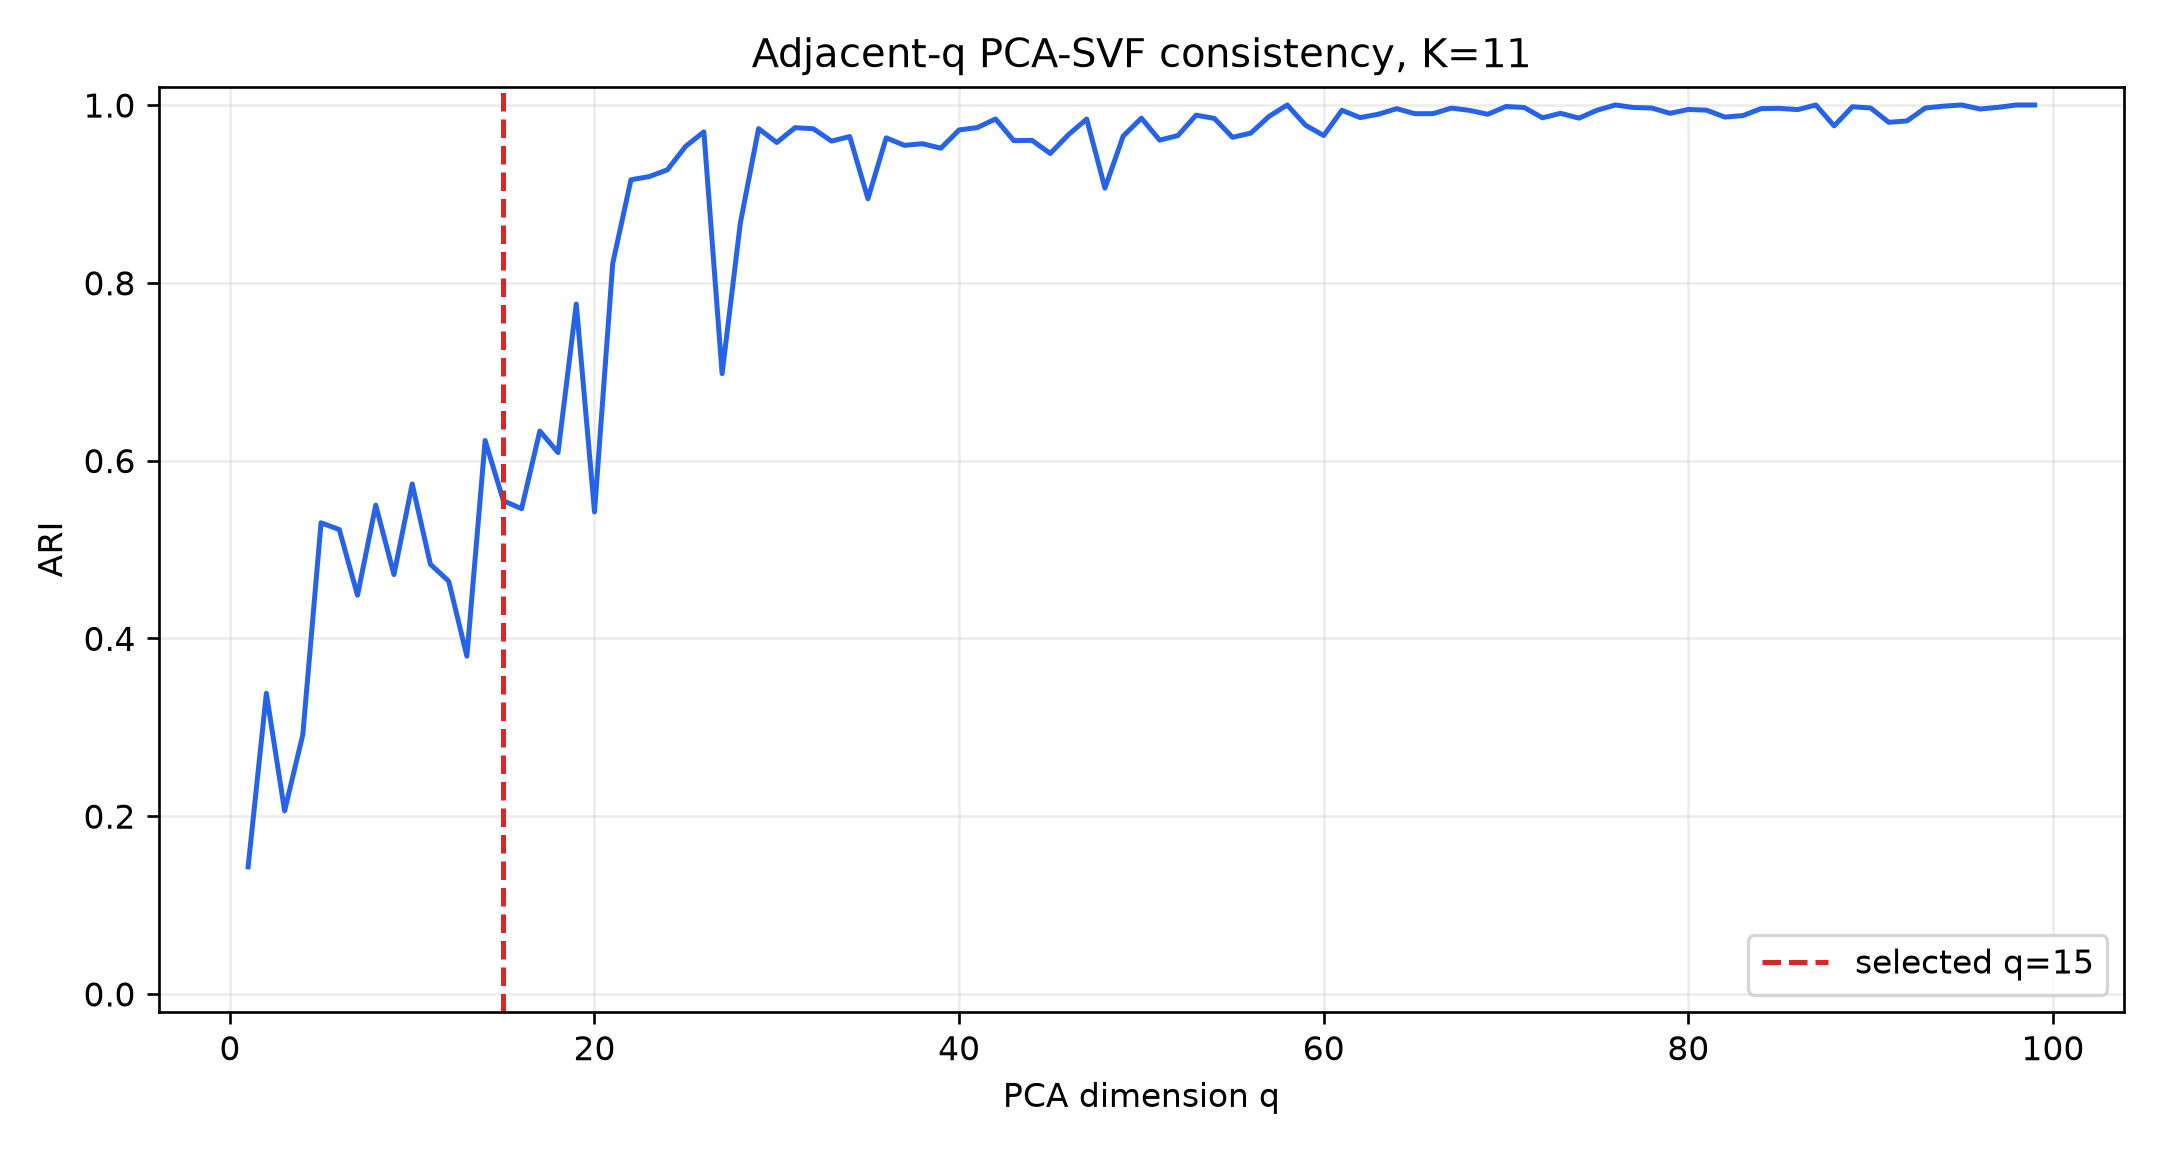 Adjacent-q PCA-SVF consistency, K=11
1.0
0.8
0.6
0.4
0.2
0.0
ARI
0 20 40 60 80 100
PCA dimension q
selected q=15